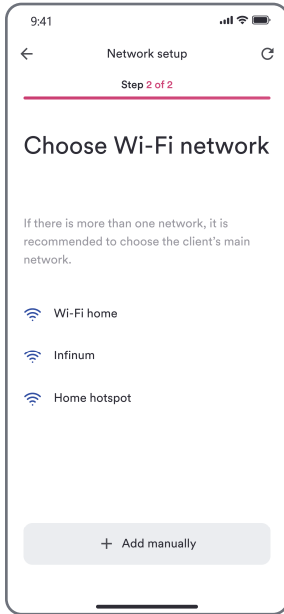 9:41
Network setup
Step 2 of 2
Choose Wi-Fi network
If there is more than one network, it is
recommended to choose the client's main
network.
Wi-Fi home
Infinum
Home hotspot
+ Add manually